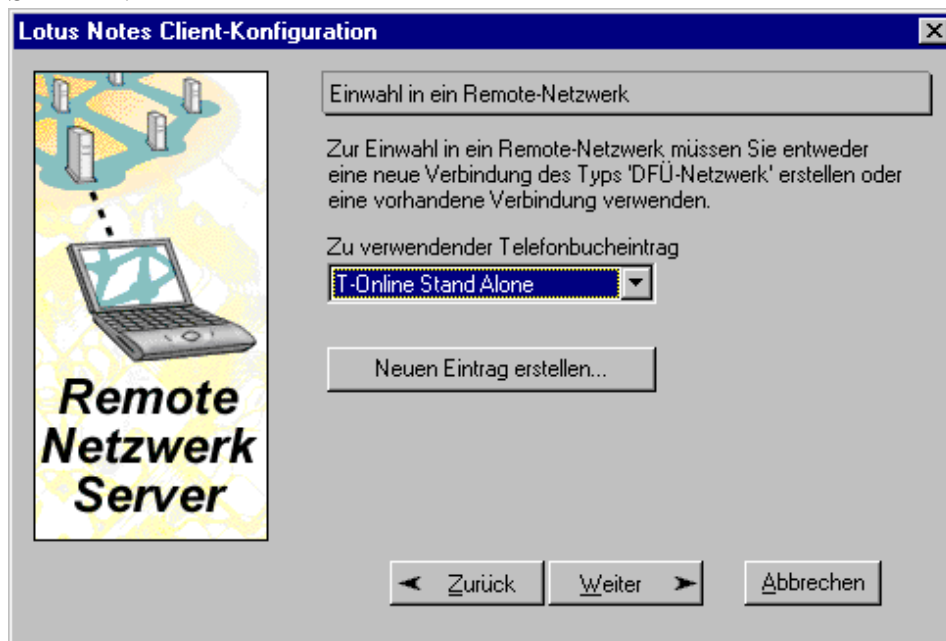 Lotus Notes Client-Konfiguration
Einwahl in ein Remote-Netzwerk
Zur Einwahl in ein Remote-Netzwerk müssen Sie entweder
eine neue Verbindung des Typs 'DFÜ-Netzwerk' erstellen oder
eine vorhandene Verbindung verwenden.
Zu verwendender Telefonbucheintrag
T-Online Stand Alone
Neuen Eintrag erstellen...
Remote
Netzwerk
Server
Zurück Weiter Abbrechen